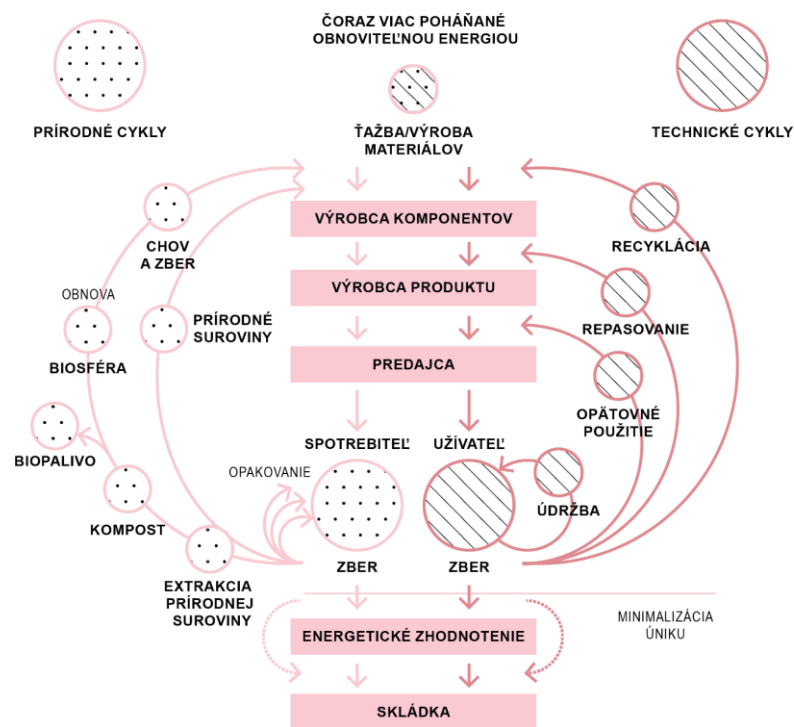 ČORAZ VIAC POHÁŇANÉ
OBNOVITEĽNOU ENERGIOU
PRÍRODNÉ CYKLY
ŤAŽBA/VÝROBA
MATERIÁLOV
TECHNICKÉ CYKLY
VÝROBCA KOMPONENTOV
CHOV
A ZBER
RECYKLÁCIA
OBNOVA
VÝROBCA PRODUKTU
PRÍRODNÉ
SUROVINY
REPASOVANIE
BIOSFÉRA
PREDAJCA
OPÄTOVNÉ
POUŽITIE
SPOTREBITEĽ
UŽÍVATEĽ
BIOPALIVO
OPAKOVANIE
KOMPOST
ÚDRŽBA
ZBER
ZBER
EXTRAKCIA
PRÍRODNEJ
SUROVINY
MINIMALIZÁCIA
ÚNIKU
ENERGETICKÉ ZHODNOTENIE
SKLÁDKA